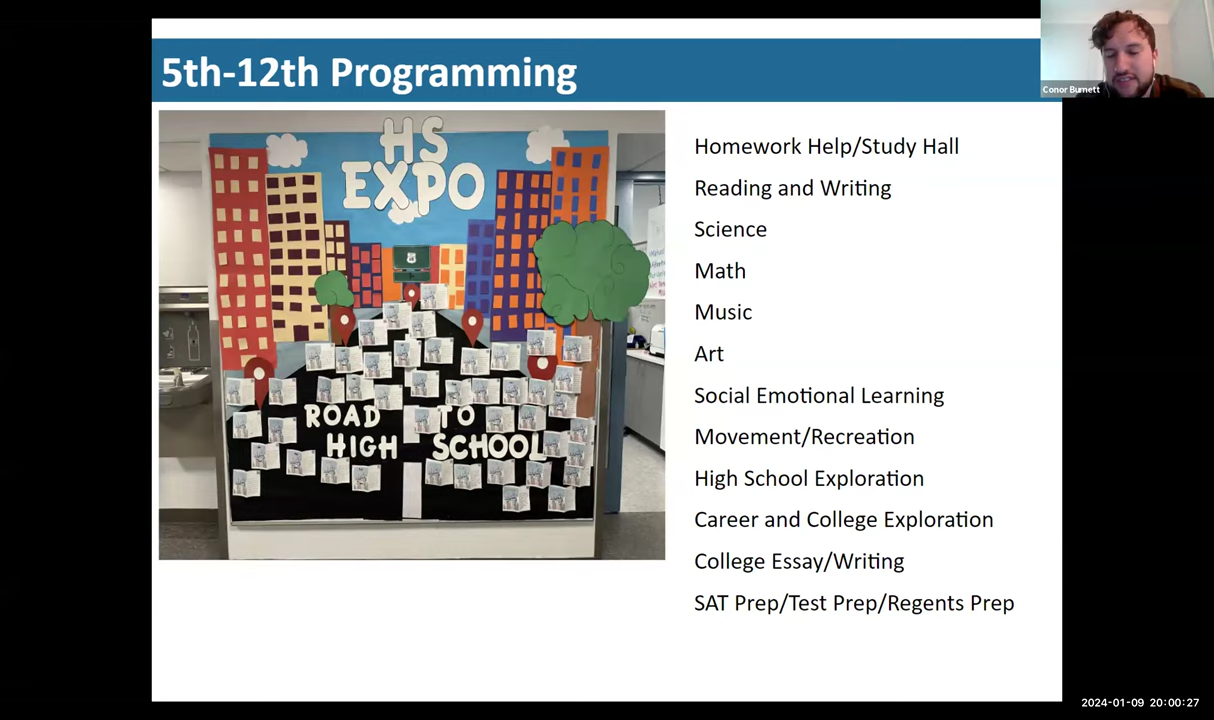 5th-12th Programming
Conor Burnett
HS
EXPO
ROAD TO
HIGH SCHOOL
Homework Help/Study Hall
Reading and Writing
Science
Math
Music
Art
Social Emotional Learning
Movement/Recreation
High School Exploration
Career and College Exploration
College Essay/Writing
SAT Prep/Test Prep/Regents Prep
2024-01-09 20:00:27